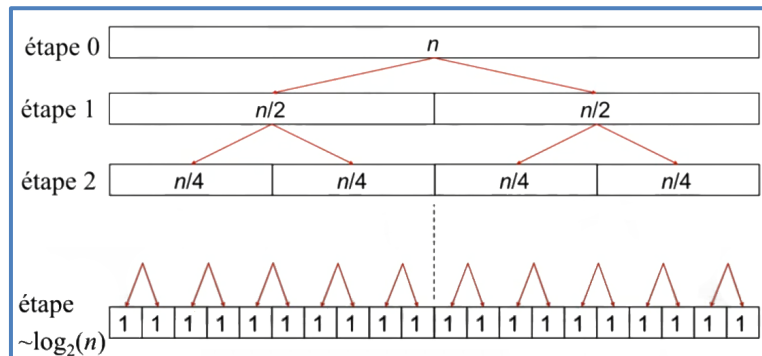 étape 0 n
étape 1 n/2 n/2
étape 2 n/4 n/4 n/4 n/4
étape
~log₂(n) 1 1 1 1 1 1 1 1 1 1 1 1 1 1 1 1 1 1 1 1